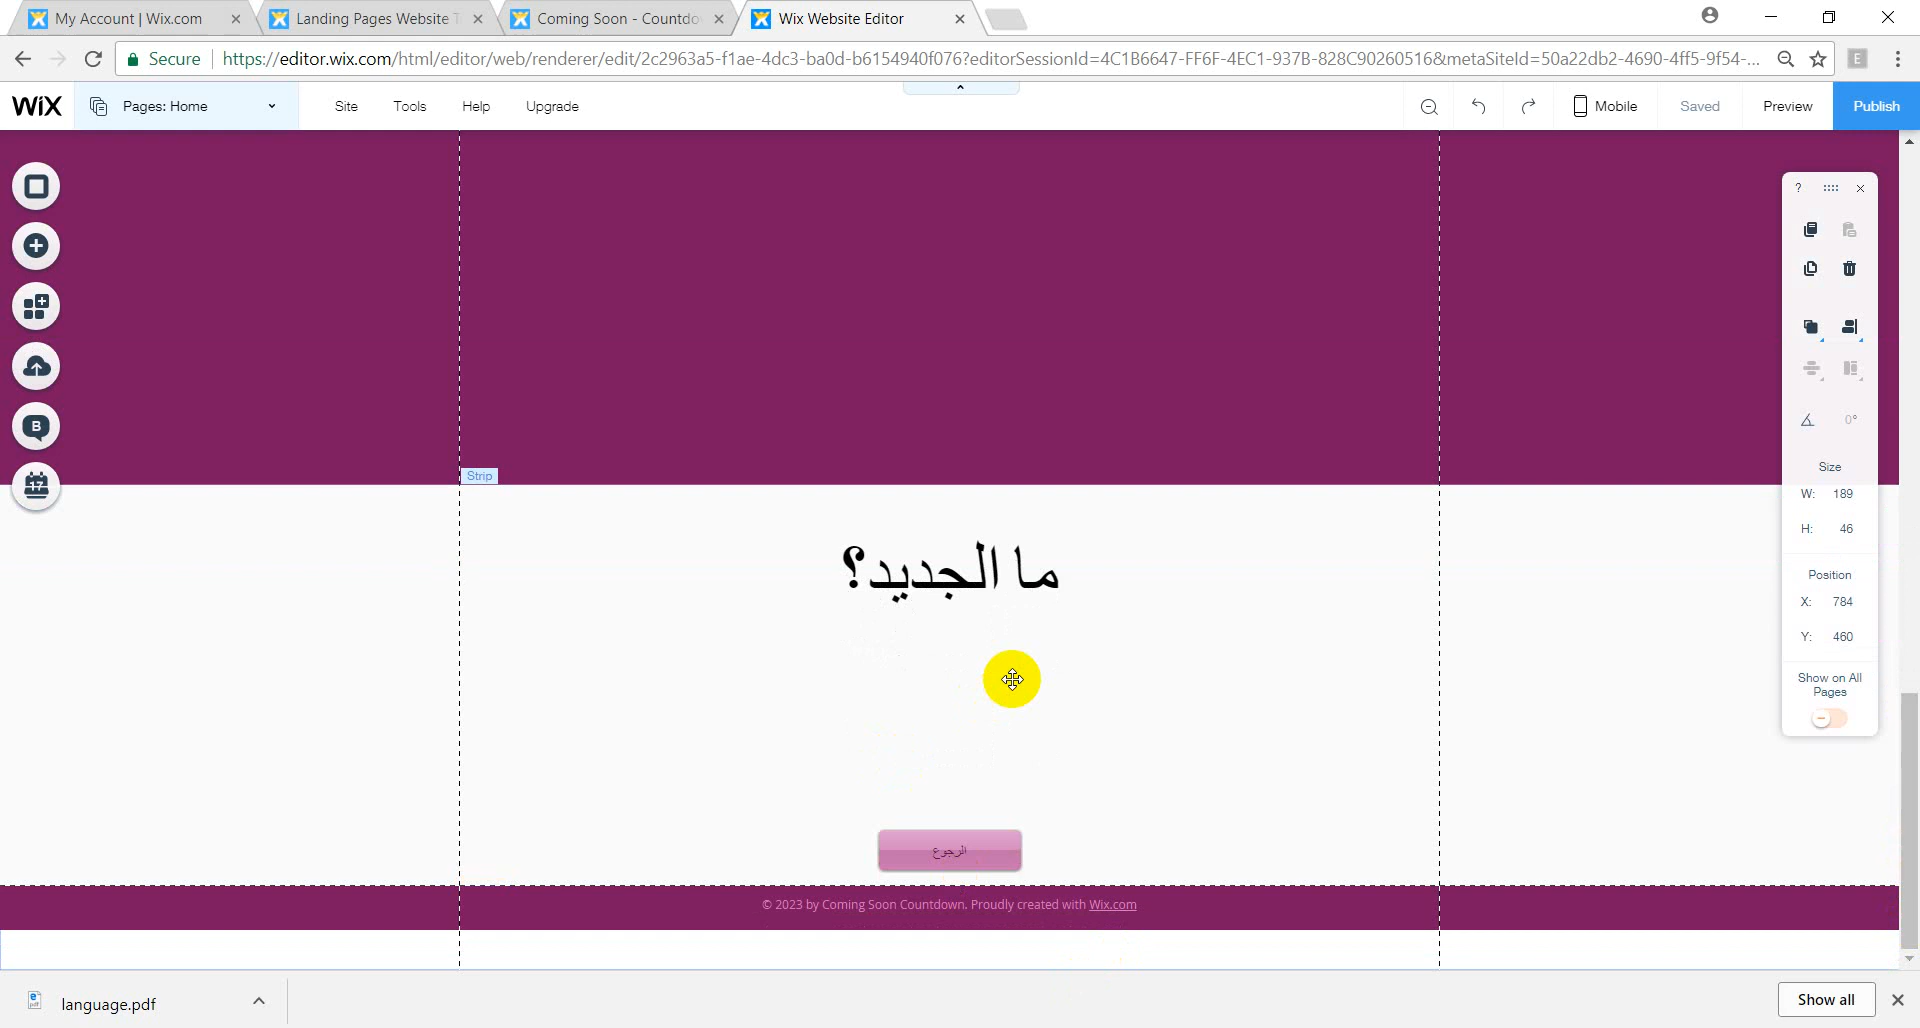 My Account | Wix.com
Landing Pages Website
Coming Soon - Countdo
Wix Website Editor
Secure
https://editor.wix.com/html/editor/web/renderer/edit/2c2963a5-f1ae-4dc3-ba0d-b6154940f076?editorSessionId=4C1B6647-FF6F-4EC1-937B-828C90260516&metaSiteId=50a22db2-4690-4ff5-9f54-...
E
WiX
Pages: Home
Site
Tools
Help
Upgrade
Mobile
Saved
Preview
Publish
?
B
17
0°
Size
W: 189
H: 46
Position
X: 784
Y: 460
Show on All
Pages
Strip
ما الجديد؟
الرجوع
© 2023 by Coming Soon Countdown. Proudly created with Wix.com
language.pdf
Show all